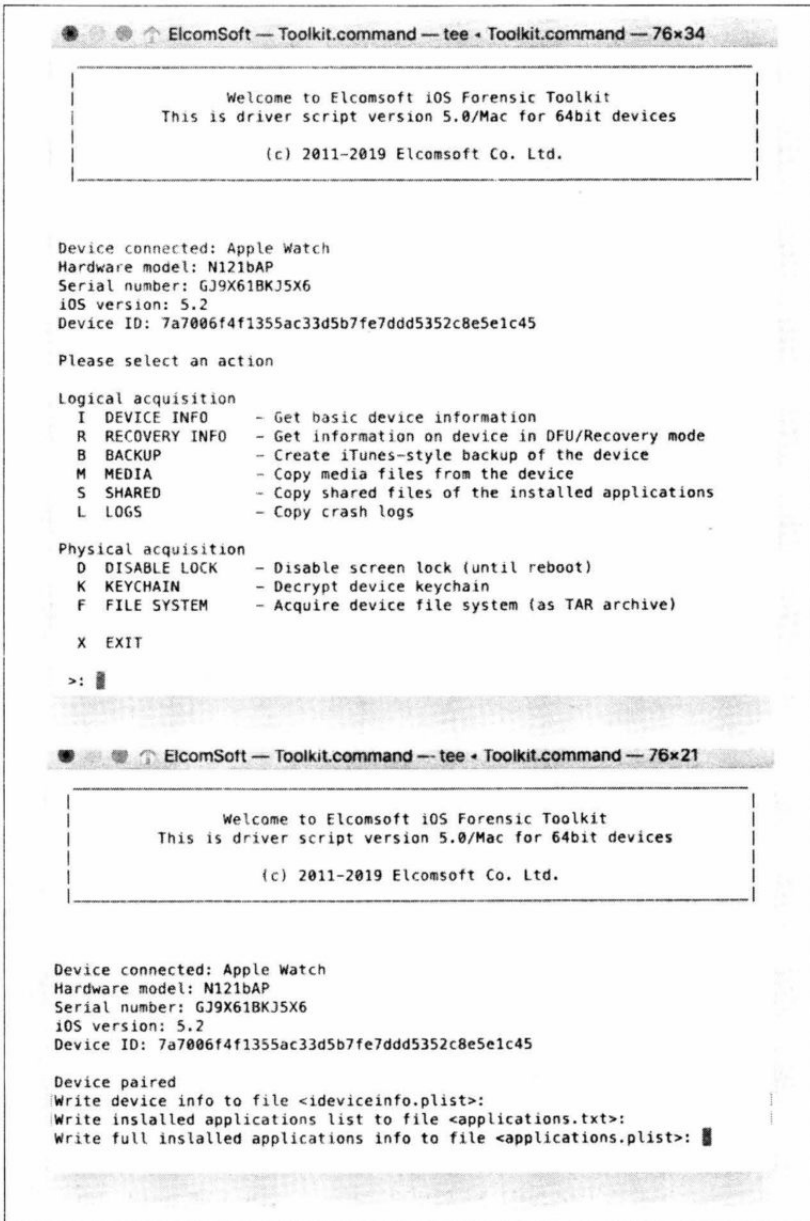 ElcomSoft — Toolkit.command — tee • Toolkit.command — 76×34
Welcome to Elcomsoft iOS Forensic Toolkit
This is driver script version 5.0/Mac for 64bit devices
(c) 2011-2019 Elcomsoft Co. Ltd.
Device connected: Apple Watch
Hardware model: N121bAP
Serial number: GJ9X61BKJ5X6
iOS version: 5.2
Device ID: 7a7006f4f1355ac33d5b7fe7ddd5352c8e5e1c45
Please select an action
Logical acquisition
I DEVICE INFO – Get basic device information
R RECOVERY INFO – Get information on device in DFU/Recovery mode
B BACKUP – Create iTunes-style backup of the device
M MEDIA – Copy media files from the device
S SHARED – Copy shared files of the installed applications
L LOGS – Copy crash logs
Physical acquisition
D DISABLE LOCK – Disable screen lock (until reboot)
K KEYCHAIN – Decrypt device keychain
F FILE SYSTEM – Acquire device file system (as TAR archive)
X EXIT
>:
ElcomSoft — Toolkit.command — tee • Toolkit.command — 76×21
Welcome to Elcomsoft iOS Forensic Toolkit
This is driver script version 5.0/Mac for 64bit devices
(c) 2011-2019 Elcomsoft Co. Ltd.
Device connected: Apple Watch
Hardware model: N121bAP
Serial number: GJ9X61BKJ5X6
iOS version: 5.2
Device ID: 7a7006f4f1355ac33d5b7fe7ddd5352c8e5e1c45
Device paired
Write device info to file <ideviceinfo.plist>:
Write inslalled applications list to file <applications.txt>:
Write full inslalled applications info to file <applications.plist>: